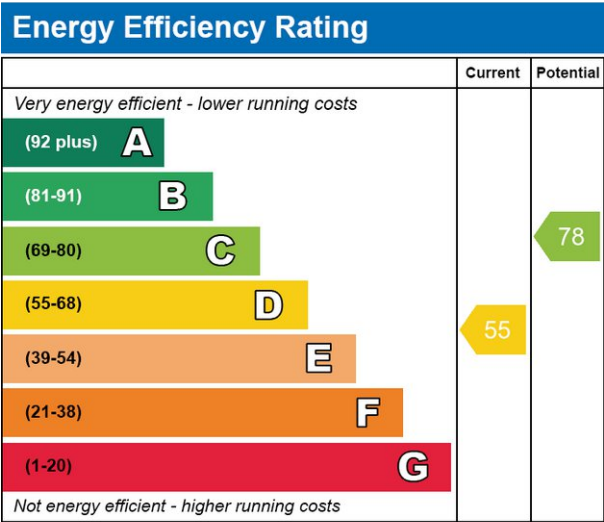 Energy Efficiency Rating
Current Potential
Very energy efficient - lower running costs
(92 plus) A
(81-91) B
(69-80) C
78
(55-68) D
55
(39-54) E
(21-38) F
(1-20) G
Not energy efficient - higher running costs